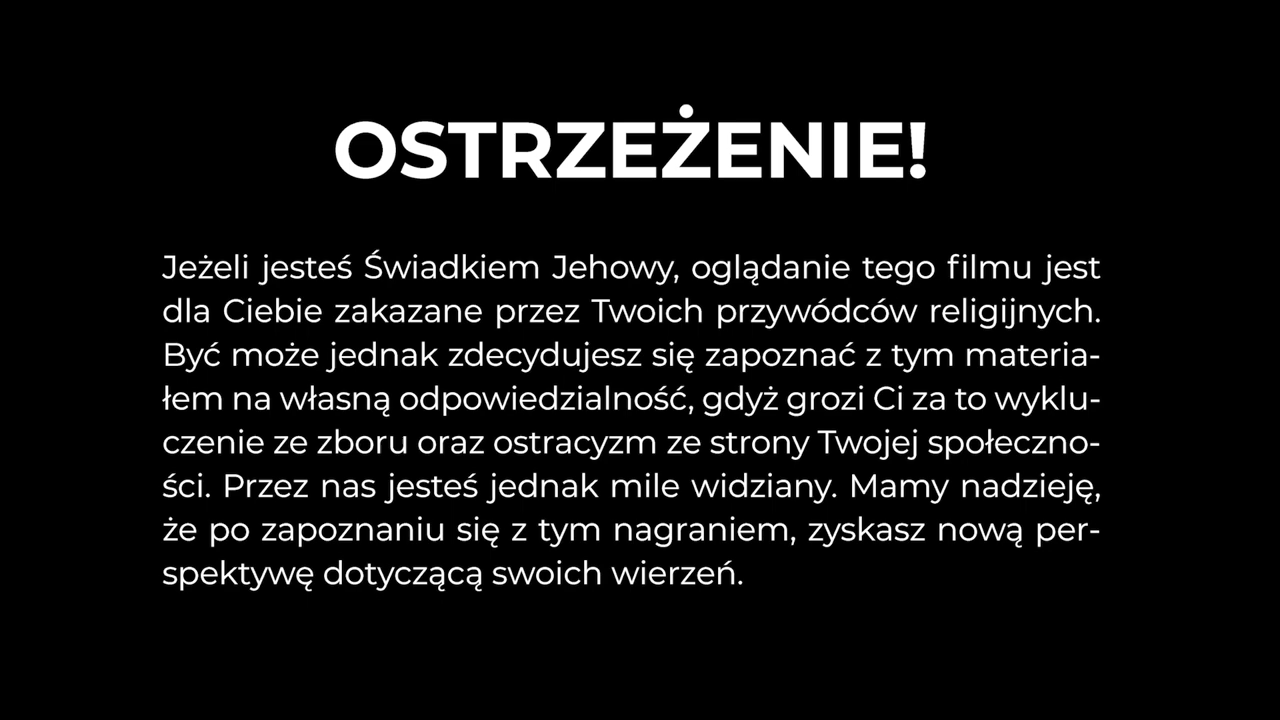 OSTRZEŻENIE!
Jeżeli jesteś Świadkiem Jehowy, oglądanie tego filmu jest
dla Ciebie zakazane przez Twoich przywódców religijnych.
Być może jednak zdecydujesz się zapoznać z tym materia-
łem na własną odpowiedzialność, gdyż grozi Ci za to wyklu-
czenie ze zboru oraz ostracyzm ze strony Twojej społeczno-
ści. Przez nas jesteś jednak mile widziany. Mamy nadzieję,
że po zapoznaniu się z tym nagraniem, zyskasz nową per-
spektywę dotyczącą swoich wierzeń.